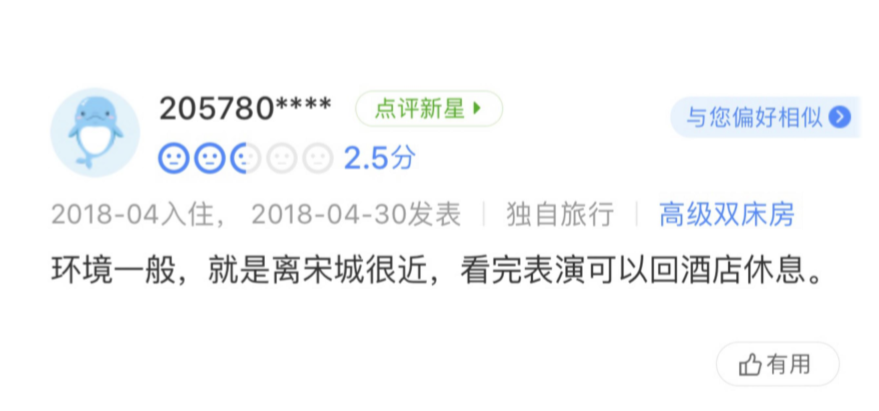 205780**** 点评新星 与您偏好相似
2.5分
2018-04入住， 2018-04-30发表 独自旅行 高级双床房
环境一般，就是离宋城很近，看完表演可以回酒店休息。
有用